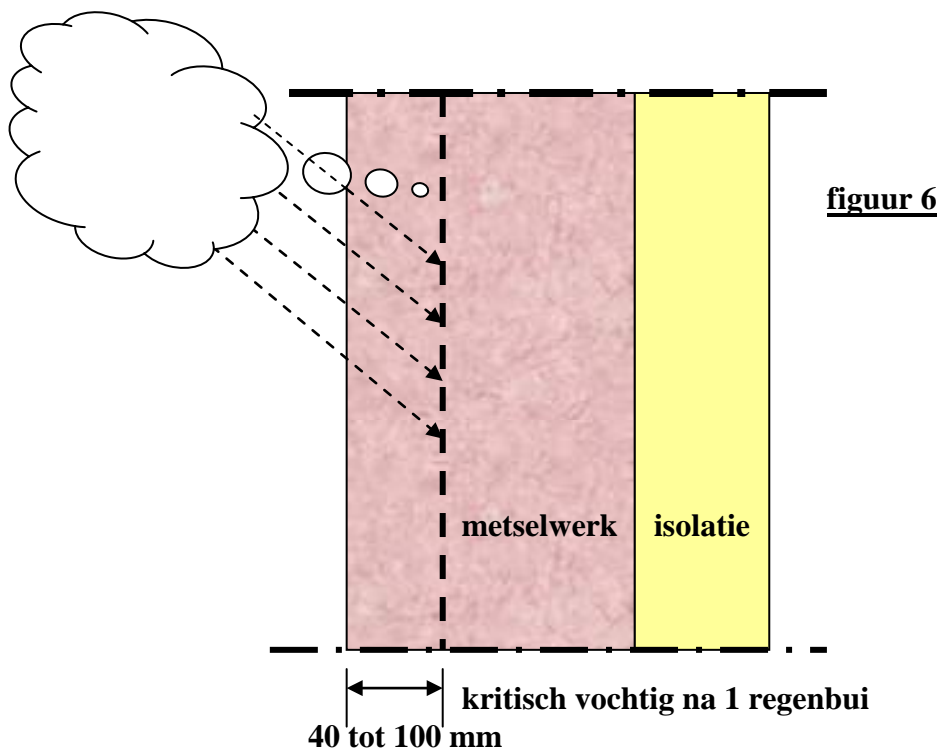 figuur 6
metselwerk isolatie
kritisch vochtig na 1 regenbui
40 tot 100 mm